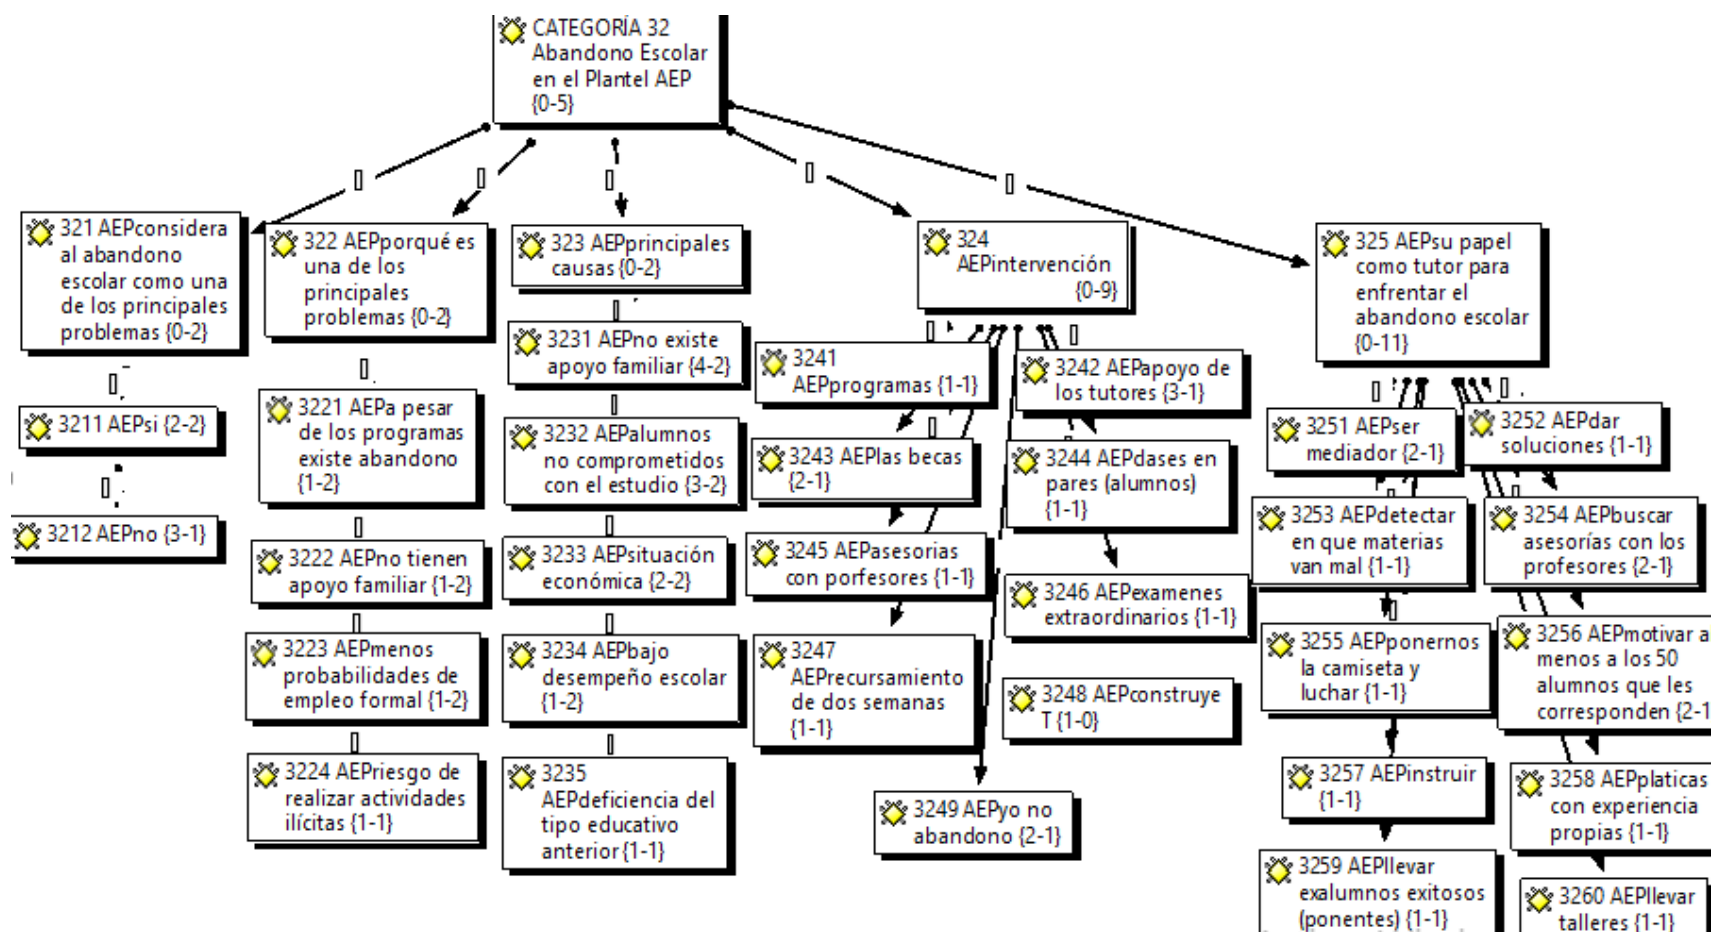 CATEGORÍA 32
Abandono Escolar
en el Plantel AEP
{0-5}
321 AEPconsidera
al abandono
escolar como una
de los principales
problemas {0-2}
3211 AEPsi {2-2}
3212 AEPno {3-1}
322 AEPporqué es
una de los
principales
problemas {0-2}
3221 AEPa pesar
de los programas
existe abandono
{1-2}
3222 AEPno tienen
apoyo familiar {1-2}
3223 AEPmenos
probabilidades de
empleo formal {1-2}
3224 AEPriesgo de
realizar actividades
ilícitas {1-1}
323 AEPprincipales
causas {0-2}
3231 AEPno existe
apoyo familiar {4-2}
3232 AEPalumnos
no comprometidos
con el estudio {3-2}
3233 AEPsituación
económica {2-2}
3234 AEPbajo
desempeño escolar
{1-2}
3235
AEPdeficiencia del
tipo educativo
anterior {1-1}
324
AEPintervención
{0-9}
3241
AEPprogramas {1-1}
3242 AEPapoyo de
los tutores {3-1}
3243 AEPlas becas
{2-1}
3244 AEPclases en
pares (alumnos)
{1-1}
3245 AEPasesorias
con porfesores {1-1}
3246 AEPexamenes
extraordinarios {1-1}
3247
AEPrecursamiento
de dos semanas
{1-1}
3248 AEPconstruye
T {1-0}
3249 AEPyo no
abandono {2-1}
325 AEPsu papel
como tutor para
enfrentar el
abandono escolar
{0-11}
3251 AEPser
mediador {2-1}
3252 AEPdar
soluciones {1-1}
3253 AEPdetectar
en que materias
van mal {1-1}
3254 AEPbuscar
asesorías con los
profesores {2-1}
3255 AEPponernos
la camiseta y
luchar {1-1}
3256 AEPmotivar a
menos a los 50
alumnos que les
corresponden {2-1
3257 AEPinstruir
{1-1}
3258 AEPplaticas
con experiencia
propias {1-1}
3259 AEPllevar
exalumnos exitosos
(ponentes) {1-1}
3260 AEPllevar
talleres {1-1}